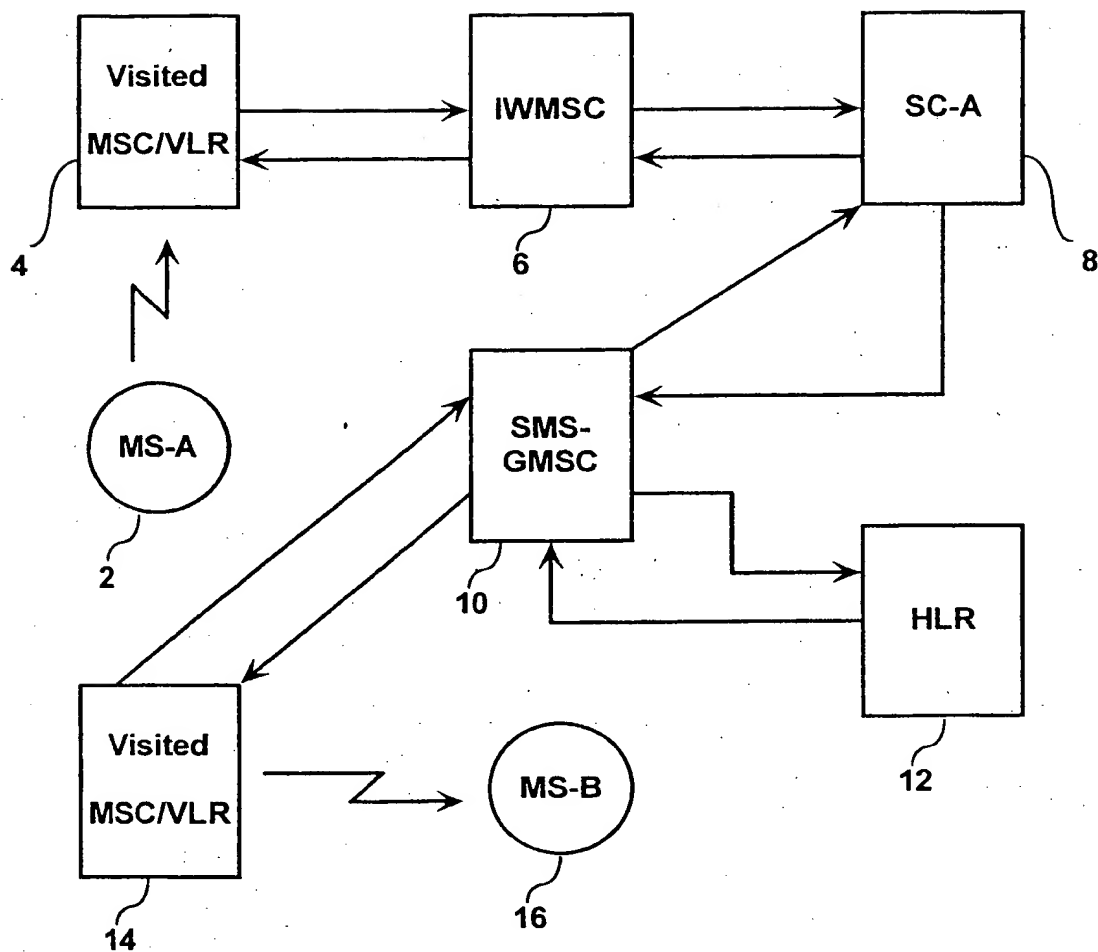 Visited
MSC/VLR
IWMSC
SC-A
4
6
8
MS-A
SMS-
GMSC
2
10
HLR
Visited
MSC/VLR
MS-B
12
14
16